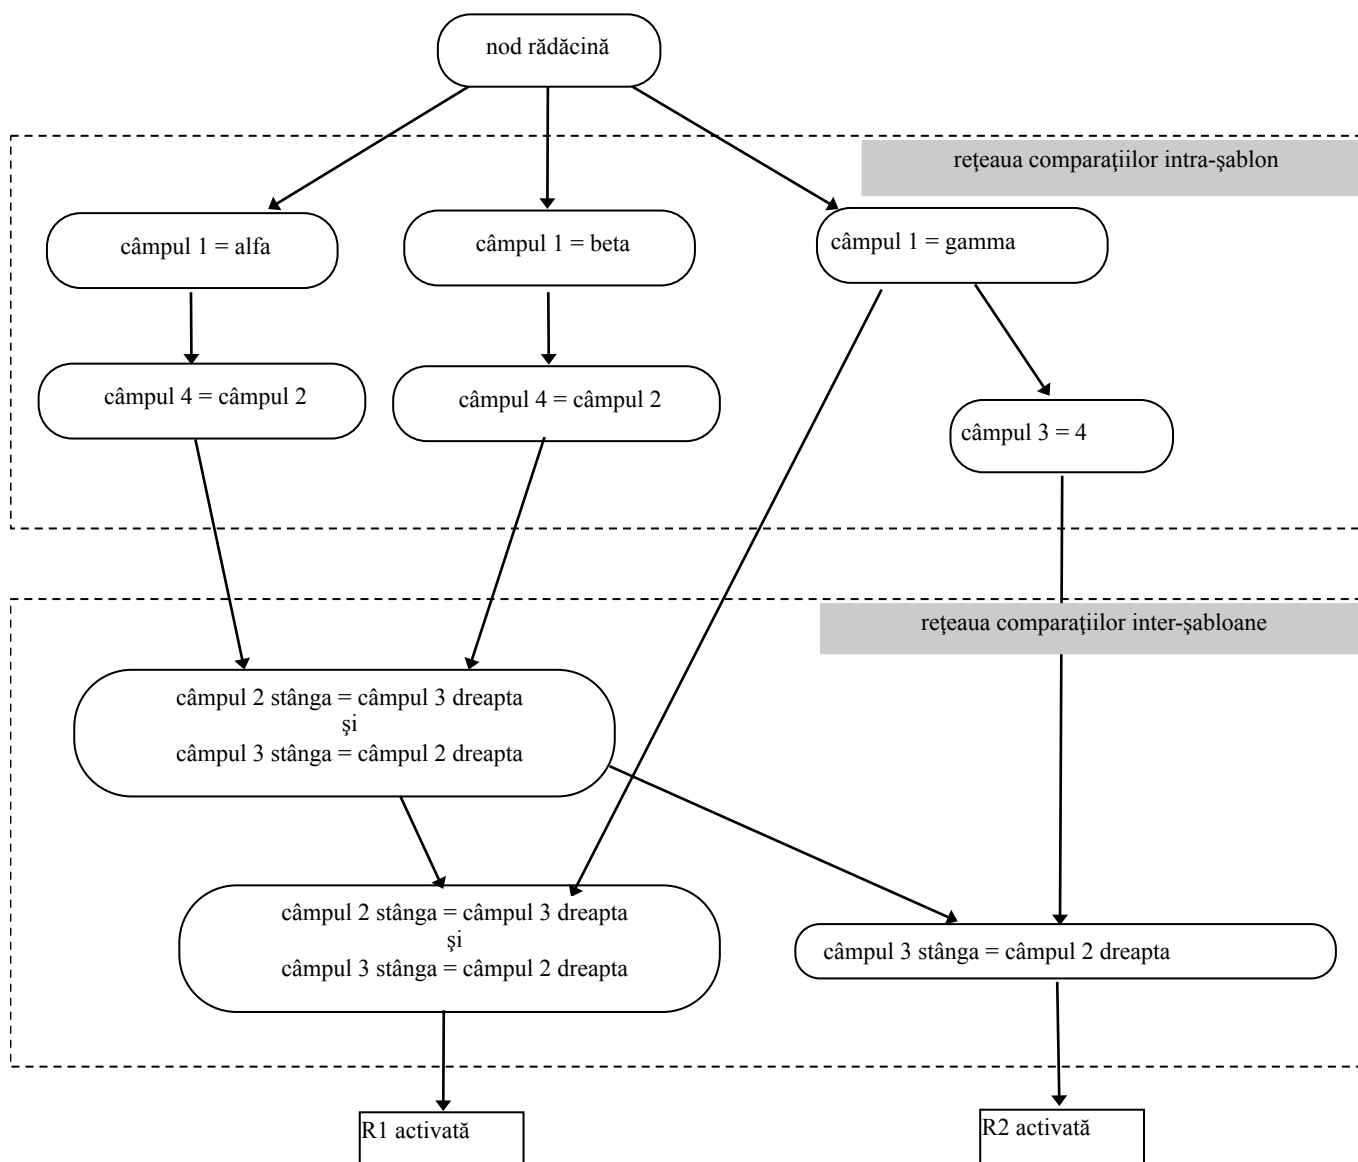 nod rădăcină
reţeaua comparaţiilor intra-şablon
câmpul 1 = alfa
câmpul 1 = beta
câmpul 1 = gamma
câmpul 4 = câmpul 2
câmpul 4 = câmpul 2
câmpul 3 = 4
reţeaua comparaţiilor inter-şabloane
câmpul 2 stânga = câmpul 3 dreapta
şi
câmpul 3 stânga = câmpul 2 dreapta
câmpul 2 stânga = câmpul 3 dreapta
şi
câmpul 3 stânga = câmpul 2 dreapta
câmpul 3 stânga = câmpul 2 dreapta
R1 activată
R2 activată